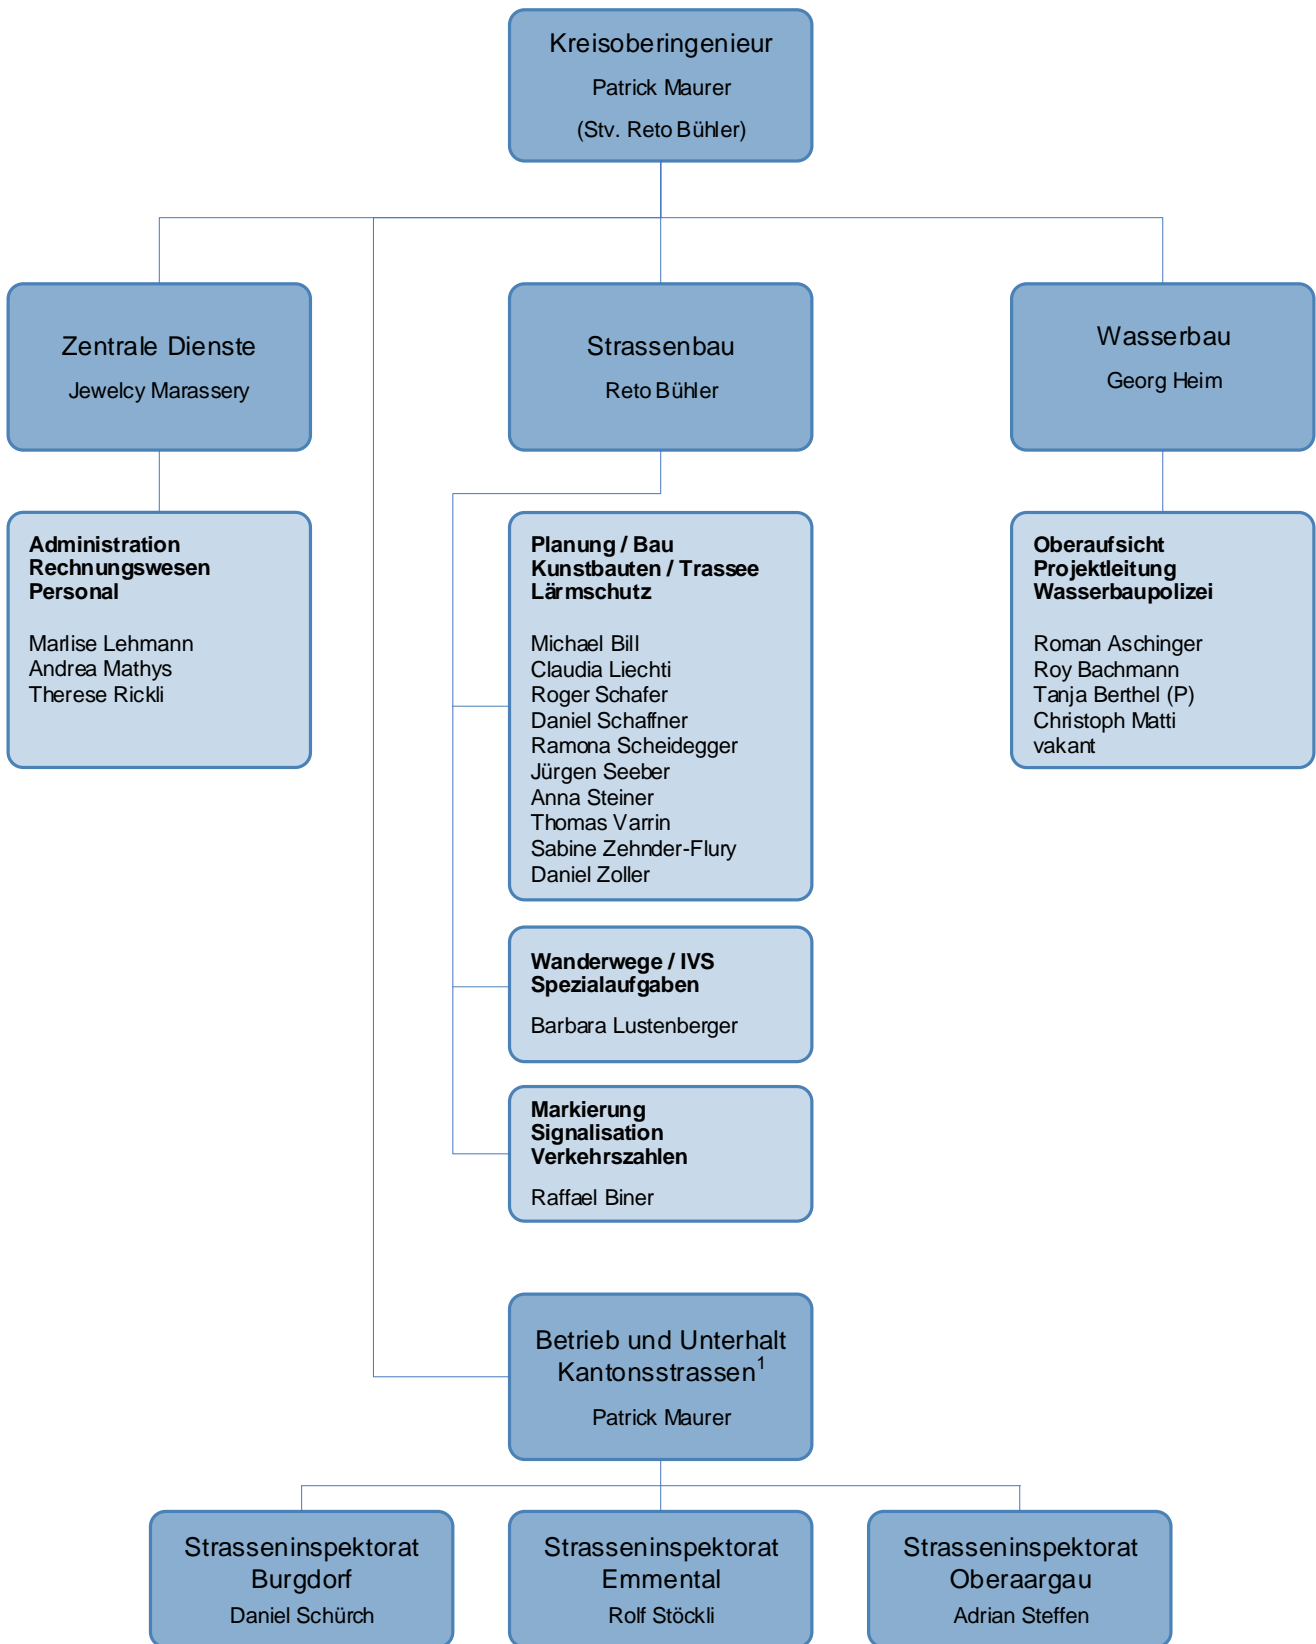 Kreisoberingenieur
Patrick Maurer
(Stv. Reto Bühler)
Zentrale Dienste
Jewelcy Marassery
Strassenbau
Reto Bühler
Wasserbau
Georg Heim
Administration
Rechnungswesen
Personal
Marlise Lehmann
Andrea Mathys
Therese Rickli
Planung / Bau
Kunstbauten / Trassee
Lärmschutz
Michael Bill
Claudia Liechti
Roger Schafer
Daniel Schaffner
Ramona Scheidegger
Jürgen Seeber
Anna Steiner
Thomas Varrin
Sabine Zehnder-Flury
Daniel Zoller
Oberaufsicht
Projektleitung
Wasserbaupolizei
Roman Aschinger
Roy Bachmann
Tanja Berthel (P)
Christoph Matti
vakant
Wanderwege / IVS
Spezialaufgaben
Barbara Lustenberger
Markierung
Signalisation
Verkehrszahlen
Raffael Biner
Betrieb und Unterhalt
Kantonsstrassen¹
Patrick Maurer
Strasseninspektorat
Burgdorf
Daniel Schürch
Strasseninspektorat
Emmental
Rolf Stöckli
Strasseninspektorat
Oberaargau
Adrian Steffen